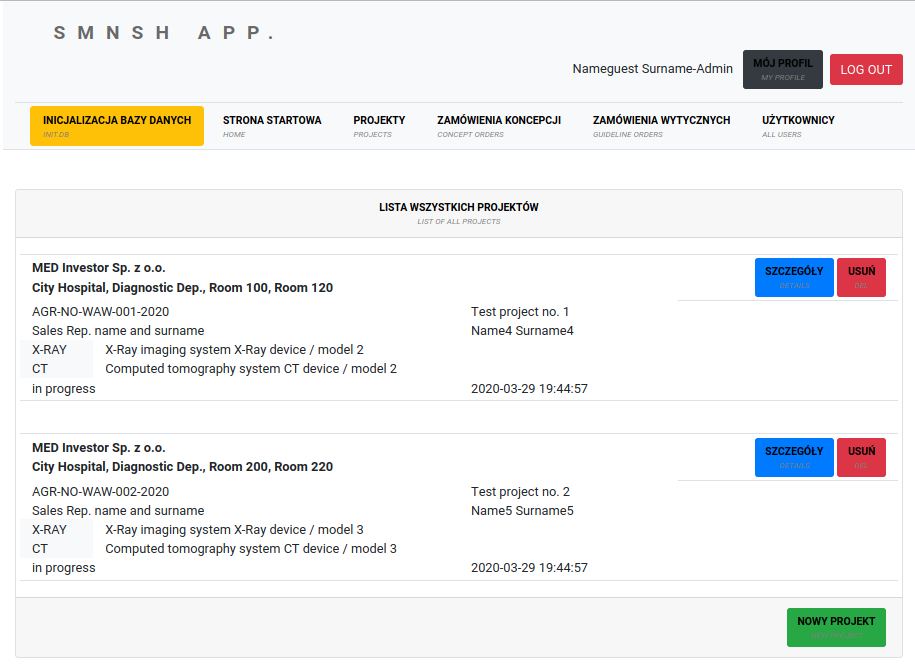 SMNSH APP.
Nameguest Surname-Admin
MÓJ PROFIL
MY PROFILE
LOG OUT
INICJALIZACJA BAZY DANYCH
INIT.DB
STRONA STARTOWA
HOME
PROJEKTY
PROJECTS
ZAMÓWIENIA KONCEPCJI
CONCEPT ORDERS
ZAMÓWIENIA WYTYCZNYCH
GUIDELINE ORDERS
UŻYTKOWNICY
ALL USERS
LISTA WSZYSTKICH PROJEKTÓW
LIST OF ALL PROJECTS
MED Investor Sp. z o.o.
City Hospital, Diagnostic Dep., Room 100, Room 120
SZCZEGÓŁY
DETAILS
USUŃ
DEL
AGR-NO-WAW-001-2020
Test project no. 1
Sales Rep. name and surname
Name4 Surname4
X-RAY X-Ray imaging system X-Ray device / model 2
CT Computed tomography system CT device / model 2
in progress
2020-03-29 19:44:57
MED Investor Sp. z o.o.
City Hospital, Diagnostic Dep., Room 200, Room 220
SZCZEGÓŁY
DETAILS
USUŃ
DEL
AGR-NO-WAW-002-2020
Test project no. 2
Sales Rep. name and surname
Name5 Surname5
X-RAY X-Ray imaging system X-Ray device / model 3
CT Computed tomography system CT device / model 3
in progress
2020-03-29 19:44:57
NOWY PROJEKT
NEW PROJECT